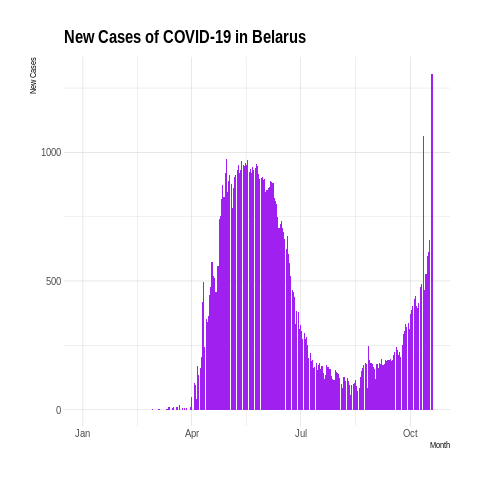 New Cases of COVID-19 in Belarus
New Cases
1000
500
0
Jan Apr Jul Oct
Month